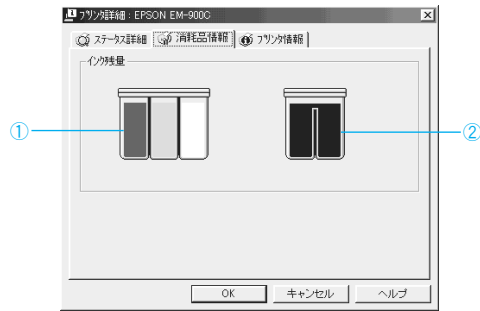 プリンタ詳細 : EPSON EM-900C
ステータス詳細 消耗品情報 プリンタ情報
インク残量
① ②
OK キャンセル ヘルプ